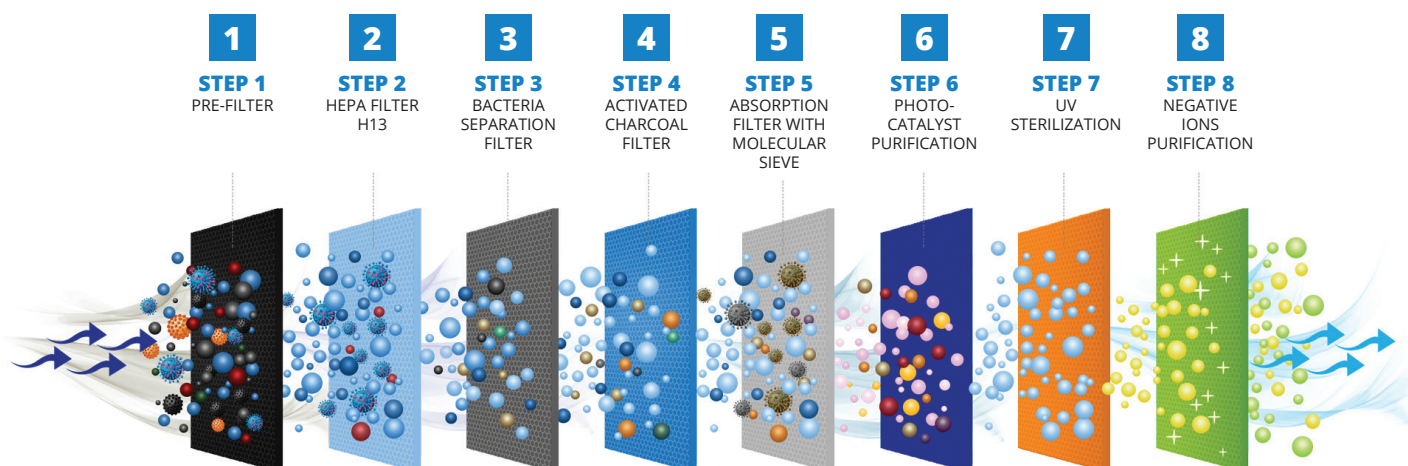 1
STEP 1
PRE-FILTER
2
STEP 2
HEPA FILTER
H13
3
STEP 3
BACTERIA
SEPARATION
FILTER
4
STEP 4
ACTIVATED
CHARCOAL
FILTER
5
STEP 5
ABSORPTION
FILTER WITH
MOLECULAR
SIEVE
6
STEP 6
PHOTO-
CATALYST
PURIFICATION
7
STEP 7
UV
STERILIZATION
8
STEP 8
NEGATIVE
IONS
PURIFICATION